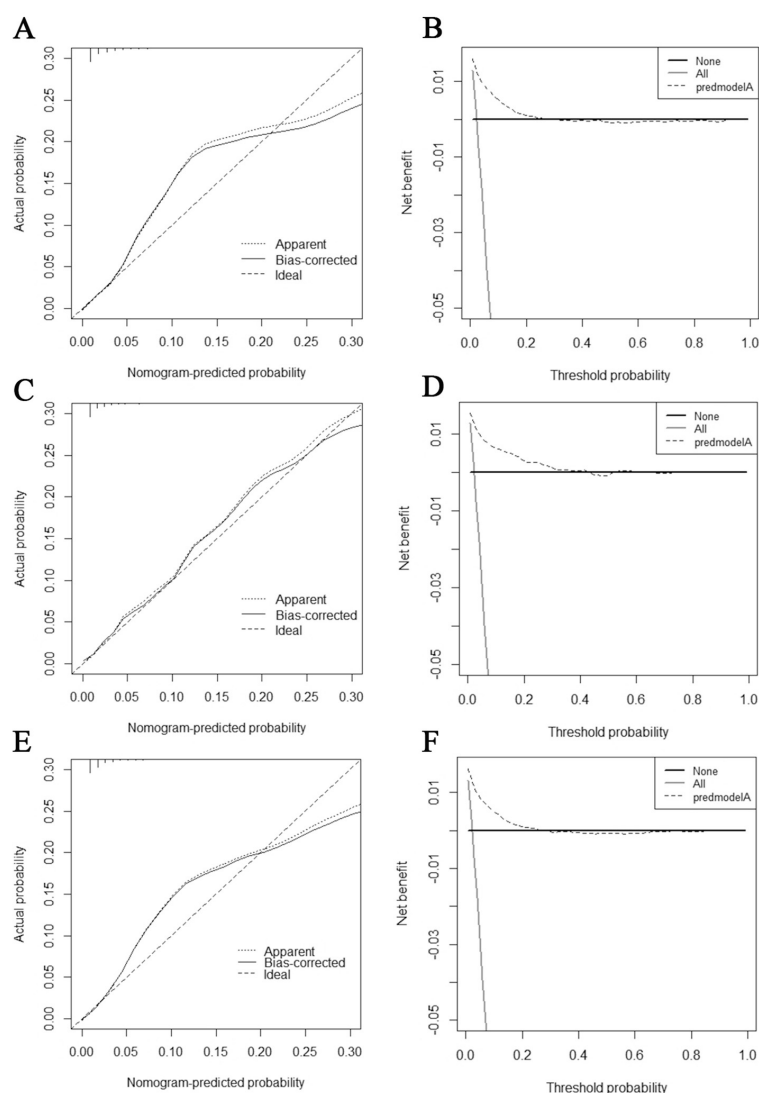 A
0.30
0.25
0.20
0.15
0.10
0.05
0.00
Actual probability
Apparent
Bias-corrected
Ideal
0.00 0.05 0.10 0.15 0.20 0.25 0.30
Nomogram-predicted probability
B
None
All
predmodelA
0.01
-0.01
-0.03
-0.05
Net benefit
0.0 0.2 0.4 0.6 0.8 1.0
Threshold probability
C
0.30
0.25
0.20
0.15
0.10
0.05
0.00
Actual probability
Apparent
Bias-corrected
Ideal
0.00 0.05 0.10 0.15 0.20 0.25 0.30
Nomogram-predicted probability
D
None
All
predmodelA
0.01
-0.01
-0.03
-0.05
Net benefit
0.0 0.2 0.4 0.6 0.8 1.0
Threshold probability
E
0.30
0.25
0.20
0.15
0.10
0.05
0.00
Actual probability
Apparent
Bias-corrected
Ideal
0.00 0.05 0.10 0.15 0.20 0.25 0.30
Nomogram-predicted probability
F
None
All
predmodelA
0.01
-0.01
-0.03
-0.05
Net benefit
0.0 0.2 0.4 0.6 0.8 1.0
Threshold probability